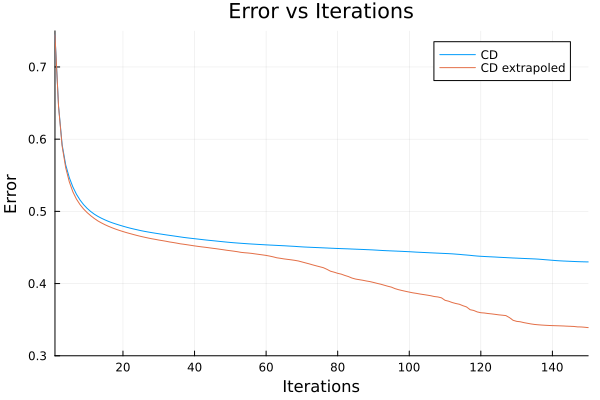 Error vs Iterations
CD
CD extrapoled
Error
0.7
0.6
0.5
0.4
0.3
20 40 60 80 100 120 140
Iterations